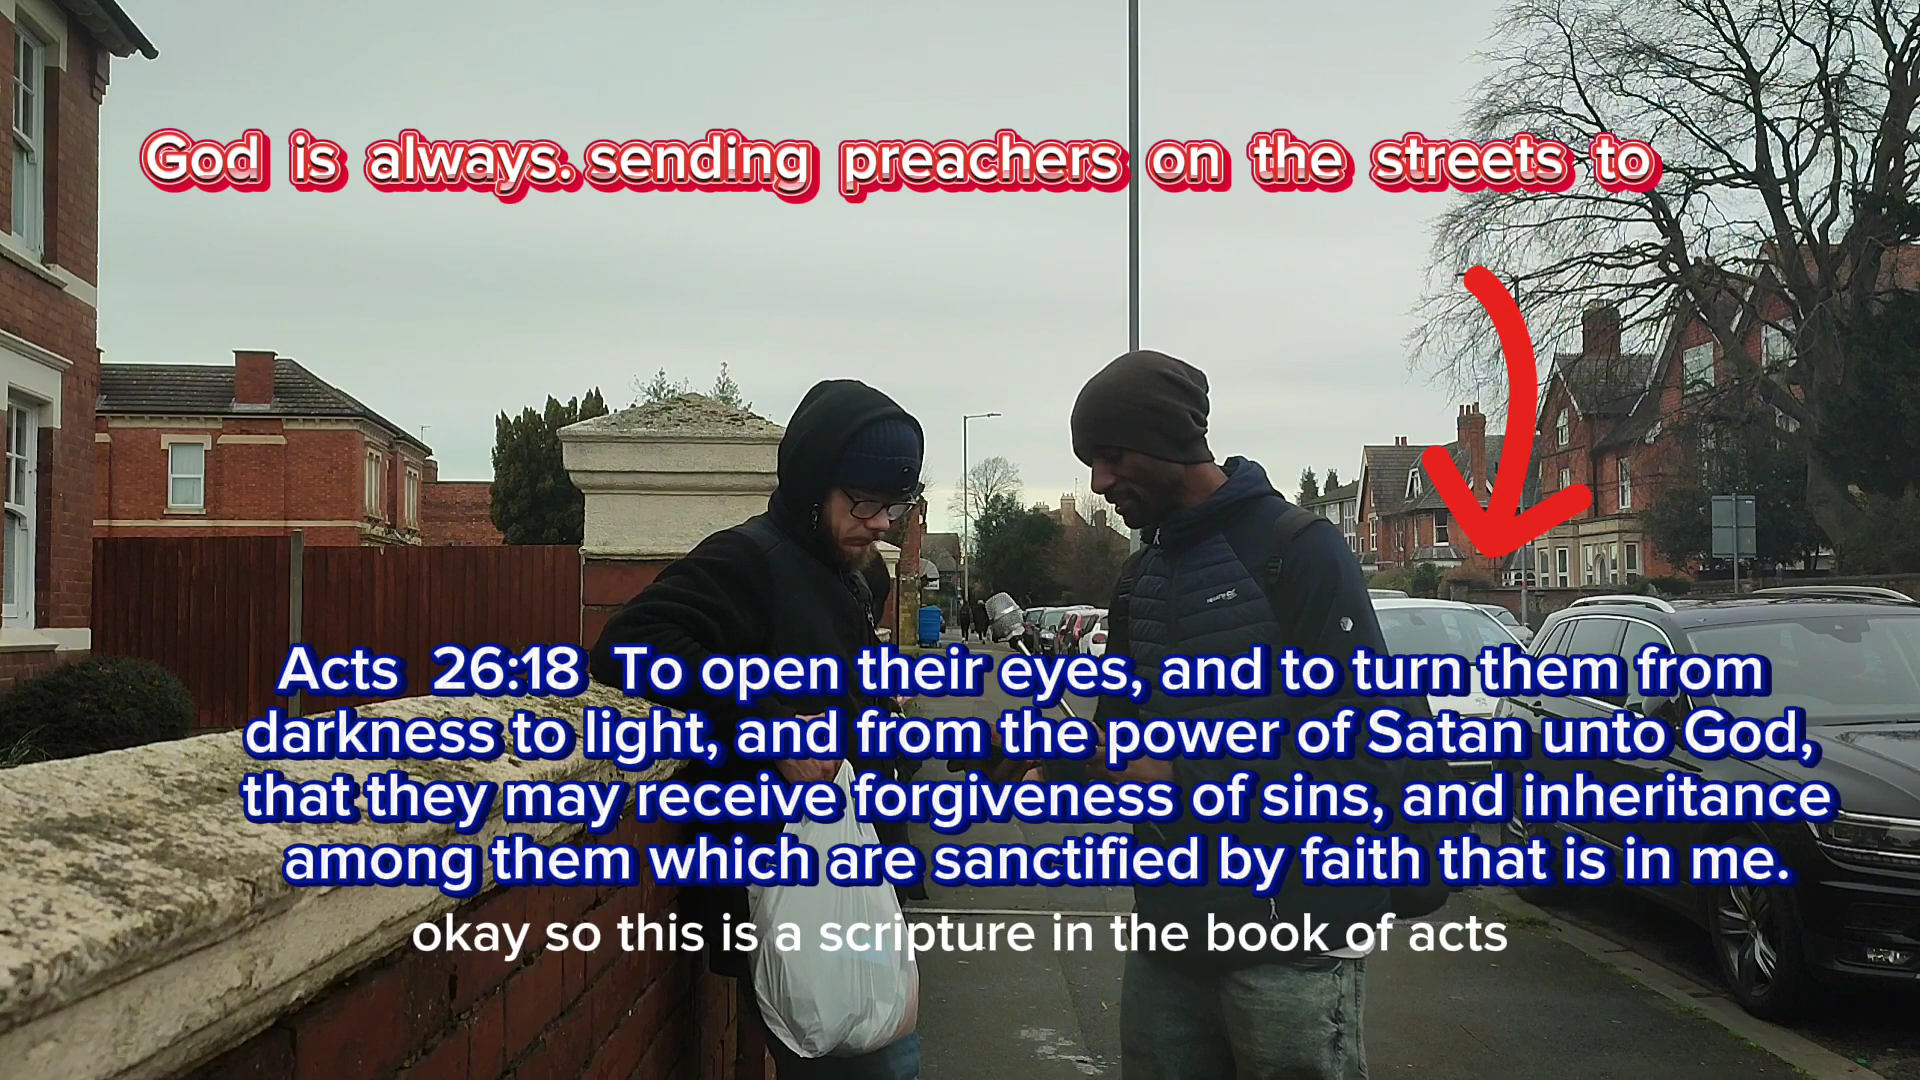 God is always. sending preachers on the streets to
Acts 26:18 To open their eyes, and to turn them from
darkness to light, and from the power of Satan unto God,
that they may receive forgiveness of sins, and inheritance
among them which are sanctified by faith that is in me.
okay so this is a scripture in the book of acts